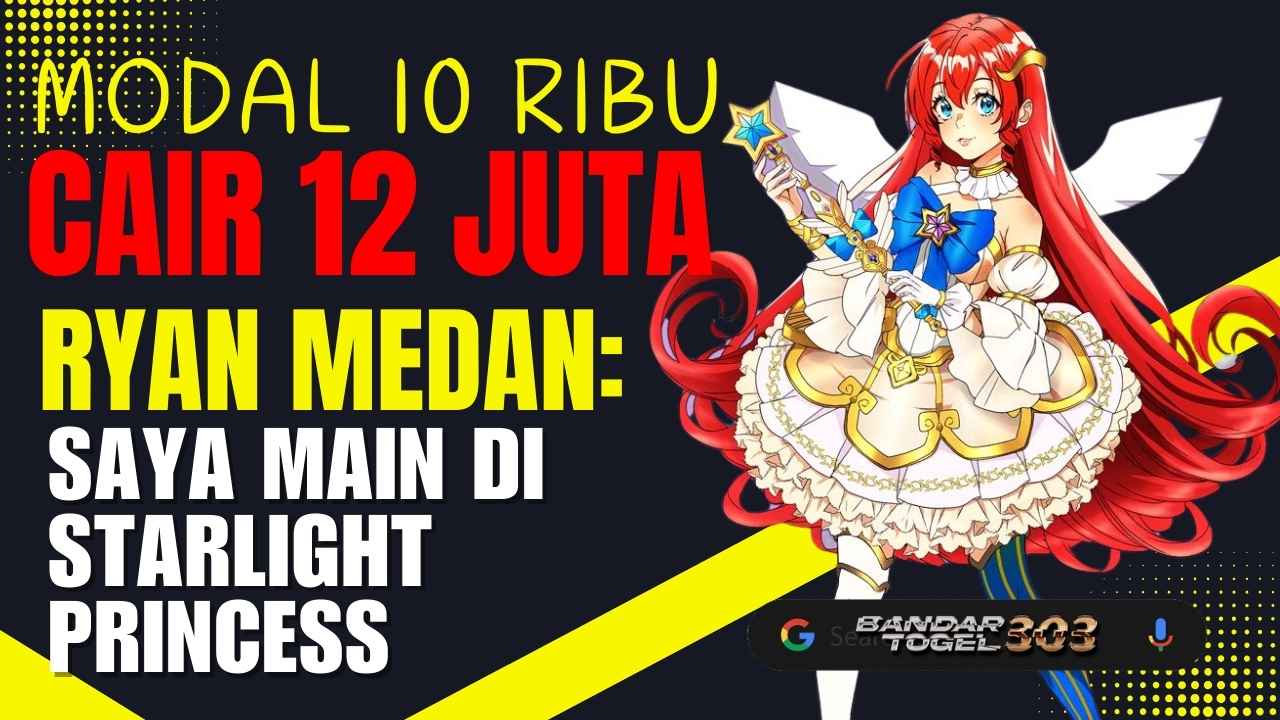 MODAL 10 RIBU
CAIR 12 JUTA
RYAN MEDAN:
SAYA MAIN DI
STARLIGHT
PRINCESS
BANDAR
TOGEL 303